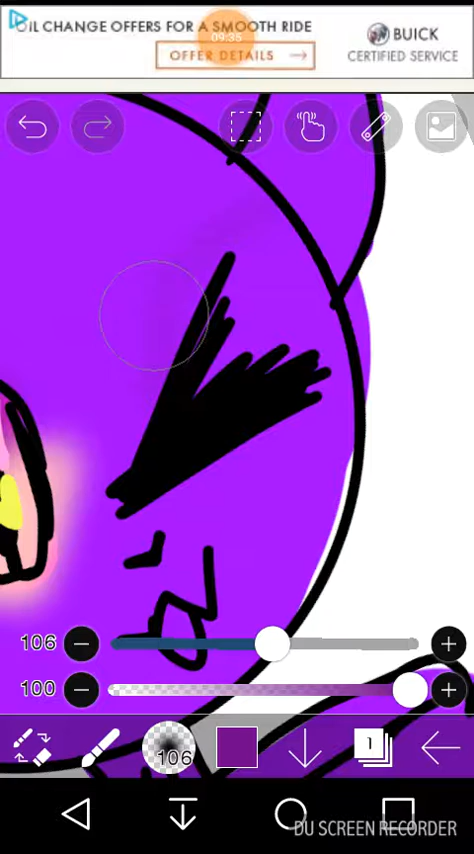 OIL CHANGE OFFERS FOR A SMOOTH RIDE
09:35
OFFER DETAILS
BUICK
CERTIFIED SERVICE
106
100
106
1
DU SCREEN RECORDER